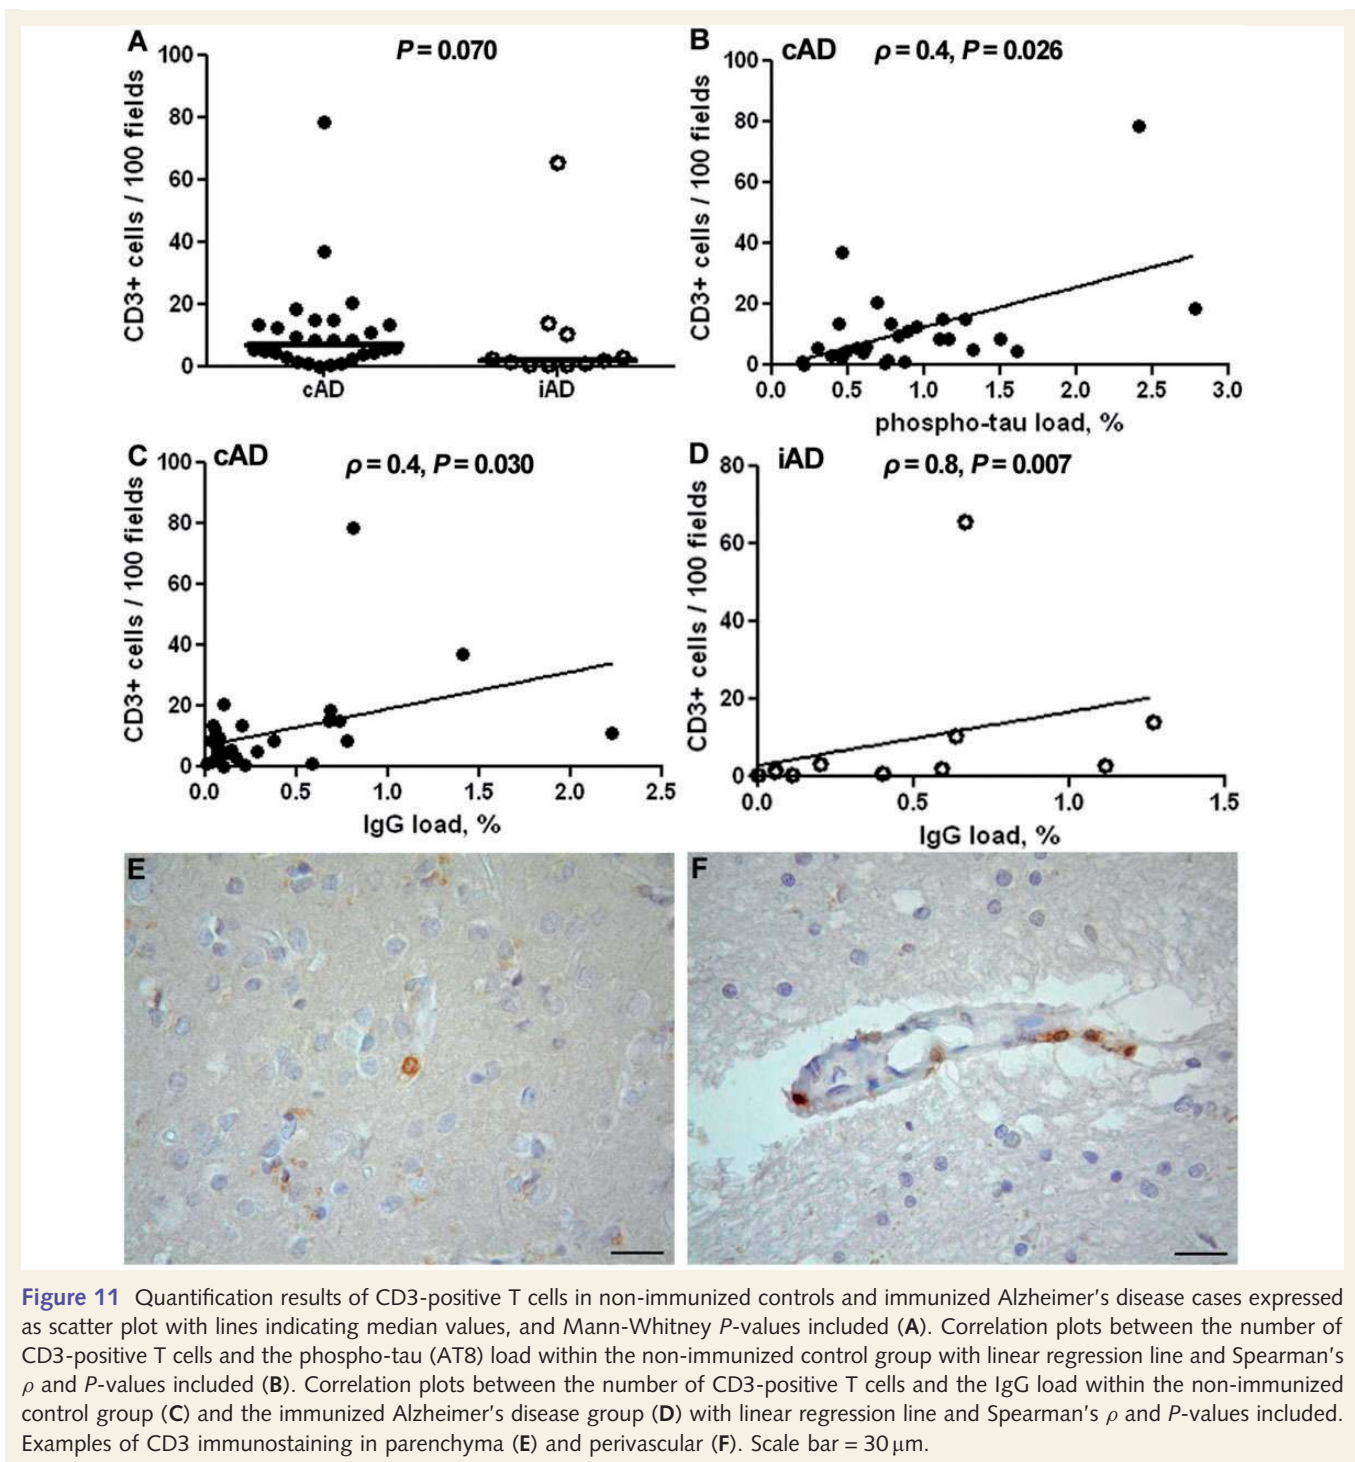 A
P = 0.070
CD3+ cells / 100 fields
100
80
60
40
20
0
cAD iAD
B cAD ρ = 0.4, P = 0.026
CD3+ cells / 100 fields
100
80
60
40
20
0
0.0 0.5 1.0 1.5 2.0 2.5 3.0
phospho-tau load, %
C cAD
ρ = 0.4, P = 0.030
CD3+ cells / 100 fields
100
80
60
40
20
0
0.0 0.5 1.0 1.5 2.0 2.5
IgG load, %
D iAD ρ = 0.8, P = 0.007
CD3+ cells / 100 fields
80
60
40
20
0
0.0 0.5 1.0 1.5
IgG load, %
E
F
Figure 11 Quantification results of CD3-positive T cells in non-immunized controls and immunized Alzheimer's disease cases expressed
as scatter plot with lines indicating median values, and Mann-Whitney P-values included (A). Correlation plots between the number of
CD3-positive T cells and the phospho-tau (AT8) load within the non-immunized control group with linear regression line and Spearman's
ρ and P-values included (B). Correlation plots between the number of CD3-positive T cells and the IgG load within the non-immunized
control group (C) and the immunized Alzheimer's disease group (D) with linear regression line and Spearman's ρ and P-values included.
Examples of CD3 immunostaining in parenchyma (E) and perivascular (F). Scale bar = 30 μm.